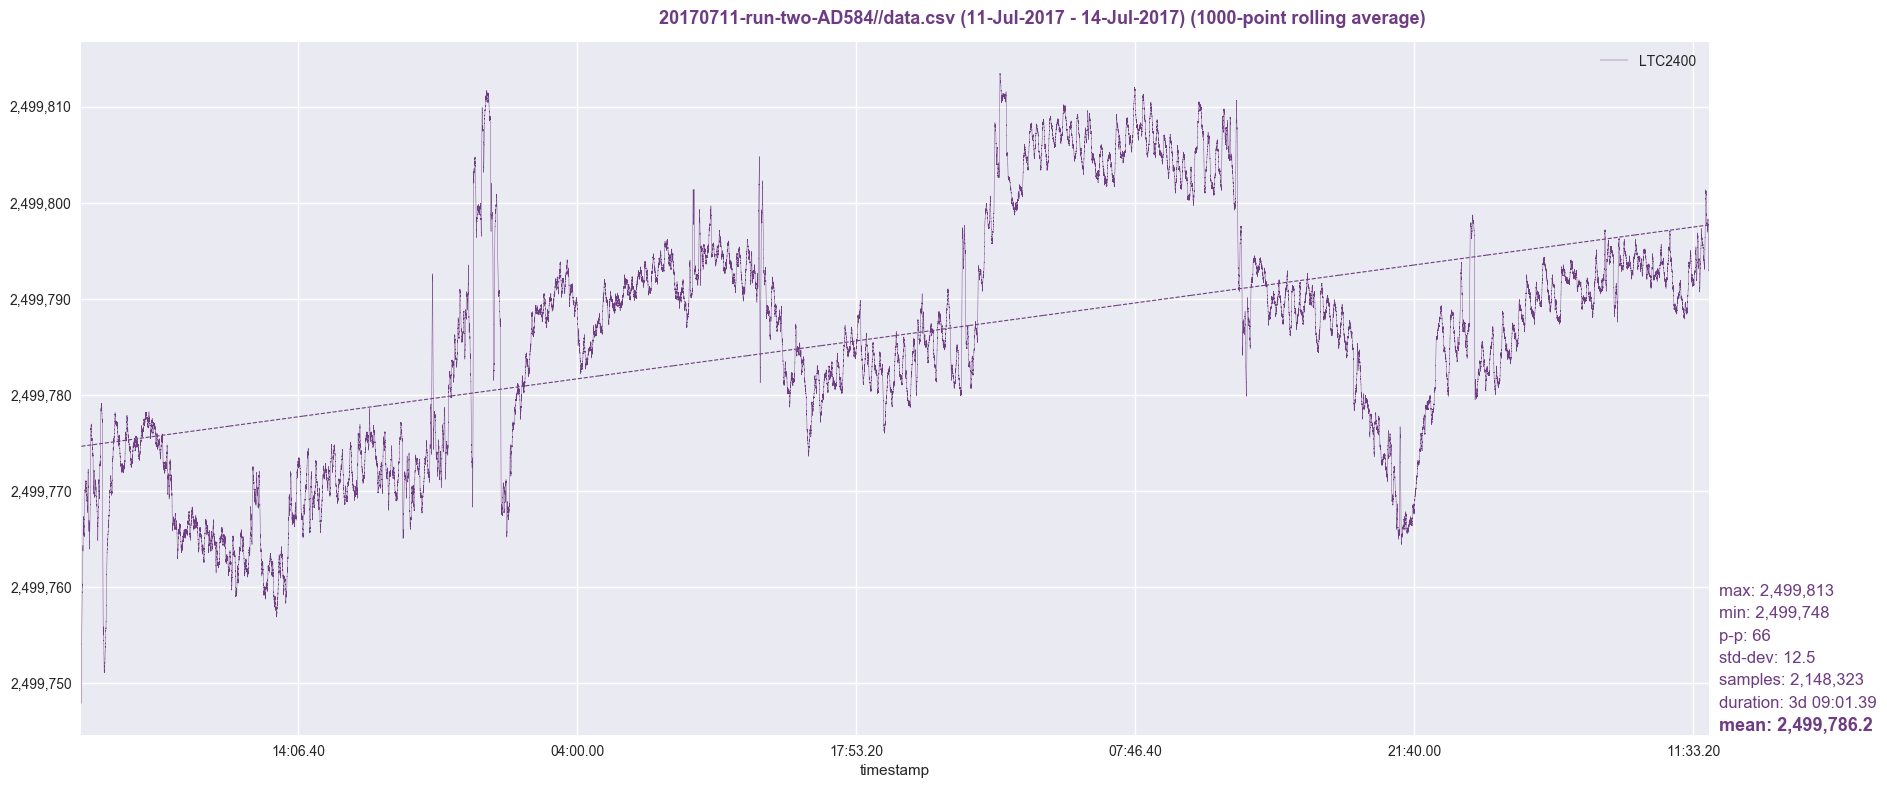 20170711-run-two-AD584//data.csv (11-Jul-2017 - 14-Jul-2017) (1000-point rolling average)
LTC2400
2,499,810
2,499,800
2,499,790
2,499,780
2,499,770
2,499,760
2,499,750
max: 2,499,813
min: 2,499,748
p-p: 66
std-dev: 12.5
samples: 2,148,323
duration: 3d 09:01.39
mean: 2,499,786.2
14:06.40
04:00.00
17:53.20
07:46.40
21:40.00
11:33.20
timestamp